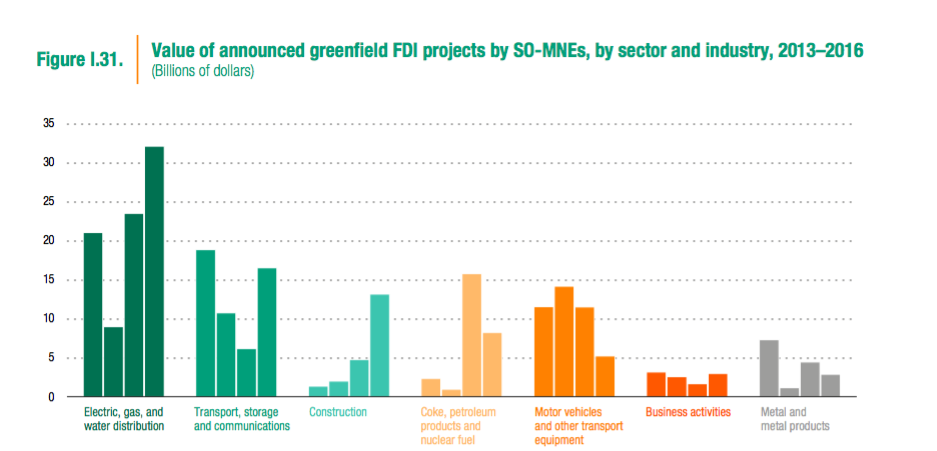 Figure I.31.
Value of announced greenfield FDI projects by SO-MNEs, by sector and industry, 2013–2016
(Billions of dollars)
35
30
25
20
15
10
5
0
Electric, gas, and
water distribution
Transport, storage
and communications
Construction
Coke, petroleum
products and
nuclear fuel
Motor vehicles
and other transport
equipment
Business activities
Metal and
metal products